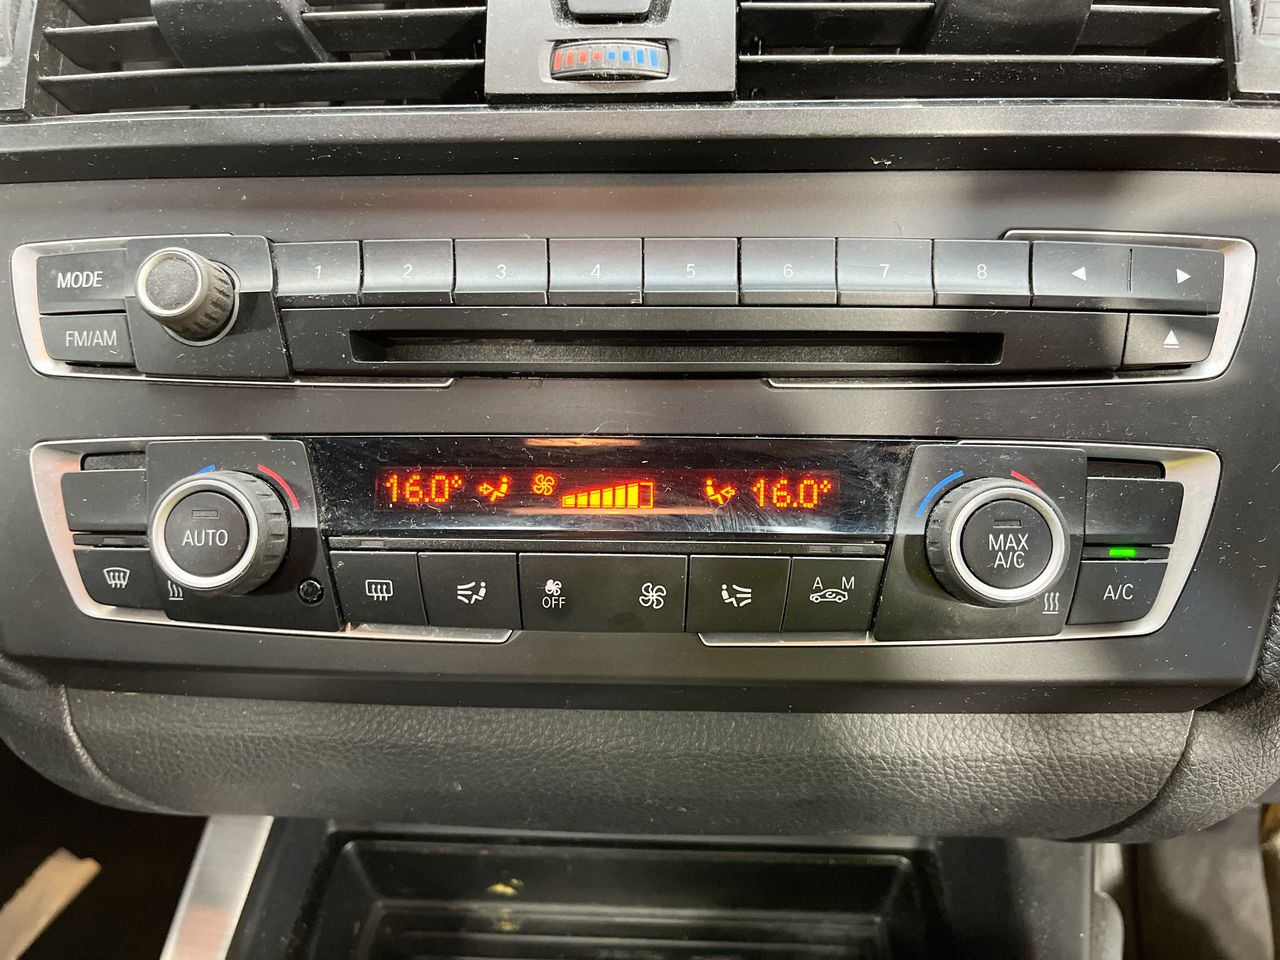 MODE
1 2 3 4 5 6 7 8
FM/AM
16.0° 16.0°
AUTO
MAX
A/C
OFF
A M
A/C